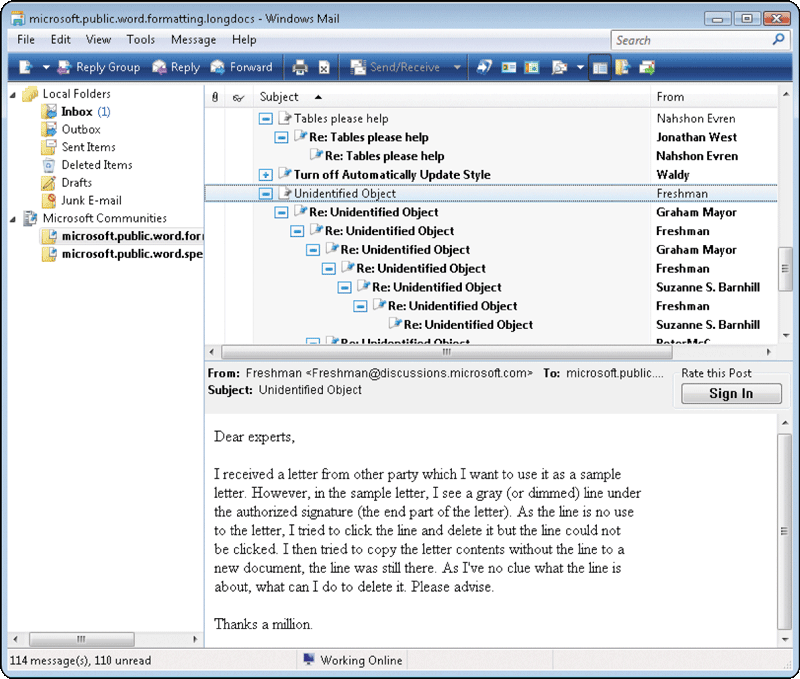 microsoft.public.word.formatting.longdocs - Windows Mail
File Edit View Tools Message Help
Search
Reply Group Reply Forward Send/Receive
Local Folders
Inbox (1)
Outbox
Sent Items
Deleted Items
Drafts
Junk E-mail
Microsoft Communities
microsoft.public.word.for
microsoft.public.word.spe
Subject From
Tables please help Nahshon Evren
Re: Tables please help Jonathan West
Re: Tables please help Nahshon Evren
Turn off Automatically Update Style Waldy
Unidentified Object Freshman
Re: Unidentified Object Graham Mayor
Re: Unidentified Object Freshman
Re: Unidentified Object Graham Mayor
Re: Unidentified Object Freshman
Re: Unidentified Object Suzanne S. Barnhill
Re: Unidentified Object Freshman
Re: Unidentified Object Suzanne S. Barnhill
Re: Unidentified Object PeterMcC
From: Freshman <Freshman@discussions.microsoft.com> To: microsoft.public....
Subject: Unidentified Object
Rate this Post
Sign In
Dear experts,
I received a letter from other party which I want to use it as a sample
letter. However, in the sample letter, I see a gray (or dimmed) line under
the authorized signature (the end part of the letter). As the line is no use
to the letter, I tried to click the line and delete it but the line could not
be clicked. I then tried to copy the letter contents without the line to a
new document, the line was still there. As I've no clue what the line is
about, what can I do to delete it. Please advise.
Thanks a million.
114 message(s), 110 unread
Working Online